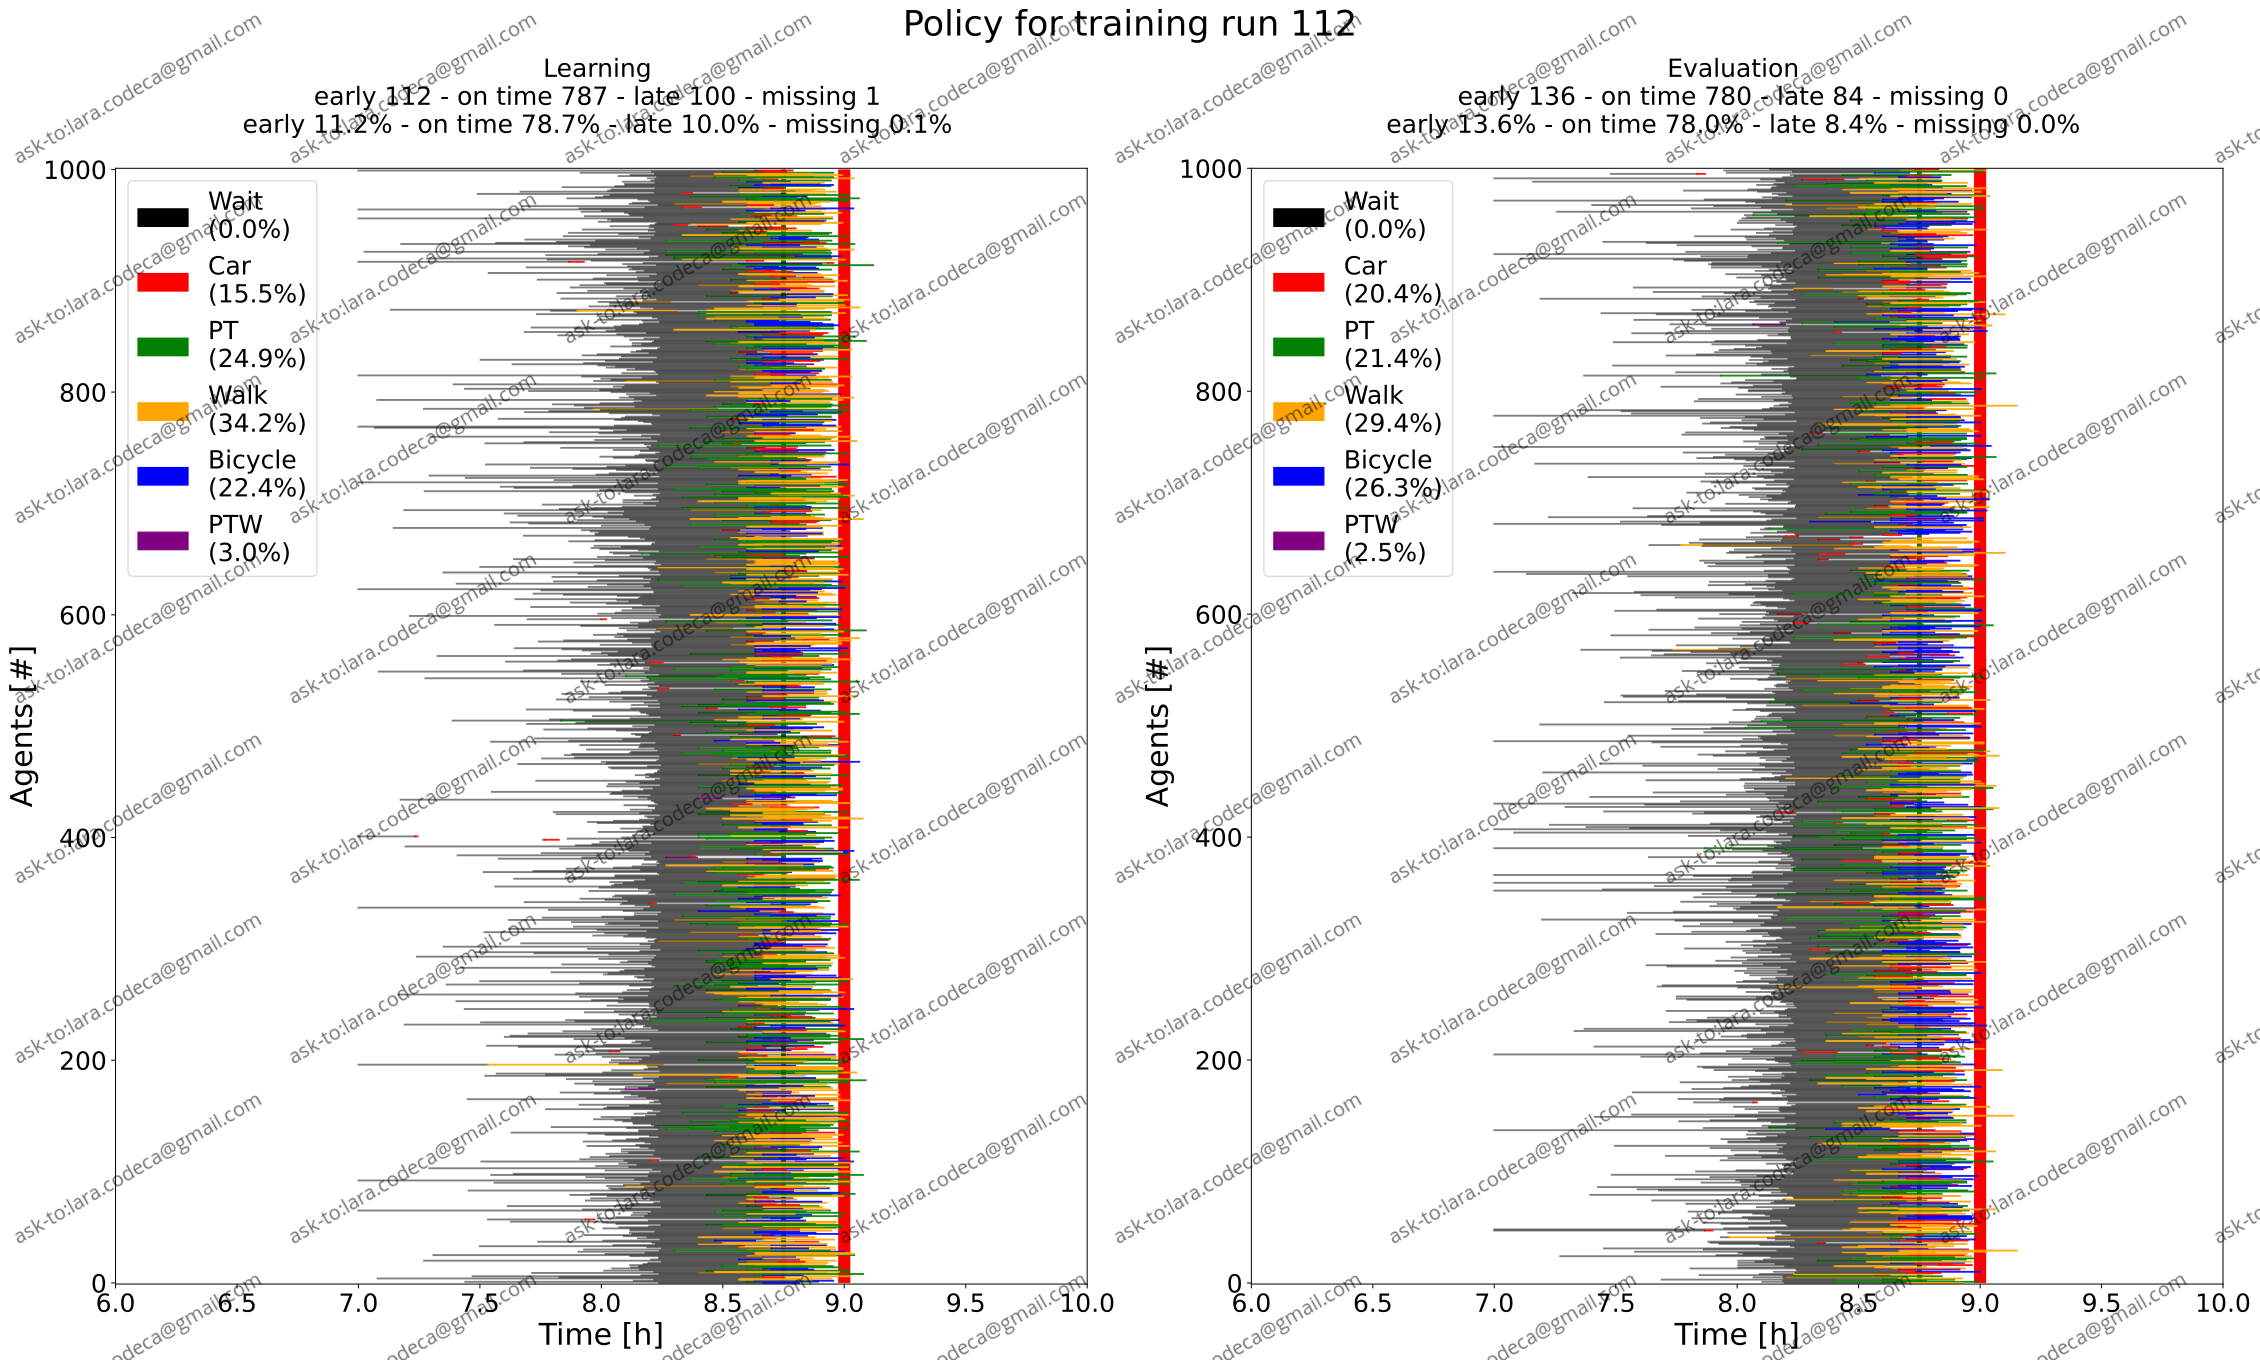 Policy for training run 112
Learning
early 112 - on time 787 - late 100 - missing 1
early 11.2% - on time 78.7% - late 10.0% - missing 0.1%
Evaluation
early 136 - on time 780 - late 84 - missing 0
early 13.6% - on time 78.0% - late 8.4% - missing 0.0%
Wait
(0.0%)
Car
(15.5%)
PT
(24.9%)
Walk
(34.2%)
Bicycle
(22.4%)
PTW
(3.0%)
Agents [#]
1000
800
600
400
200
0
6.0 6.5 7.0 7.5 8.0 8.5 9.0 9.5 10.0
Time [h]
Wait
(0.0%)
Car
(20.4%)
PT
(21.4%)
Walk
(29.4%)
Bicycle
(26.3%)
PTW
(2.5%)
Agents [#]
1000
800
600
400
200
0
6.0 6.5 7.0 7.5 8.0 8.5 9.0 9.5 10.0
Time [h]
ask-to:lara.codeca@gmail.com